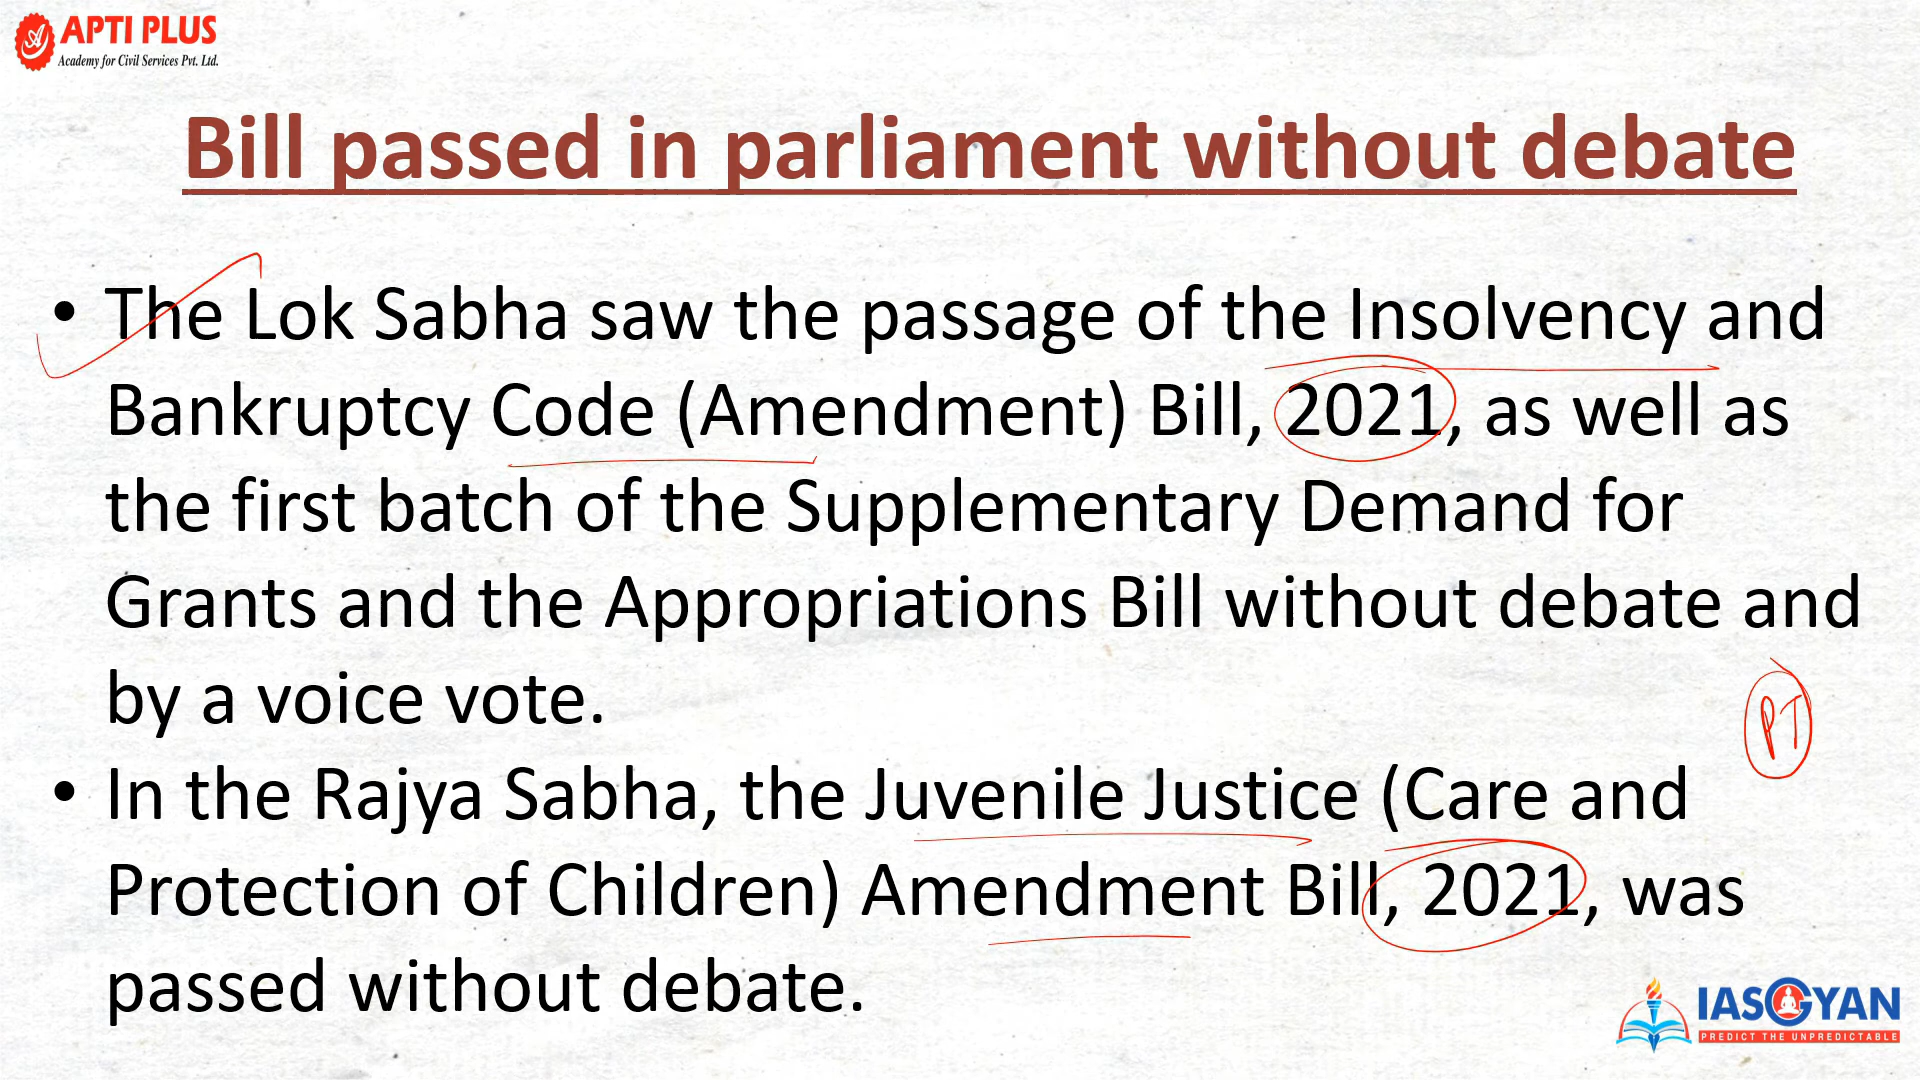 APTI PLUS
Academy for Civil Services Pvt. Ltd.
Bill passed in parliament without debate
• The Lok Sabha saw the passage of the Insolvency and
Bankruptcy Code (Amendment) Bill, 2021, as well as
the first batch of the Supplementary Demand for
Grants and the Appropriations Bill without debate and
by a voice vote.
PT
• In the Rajya Sabha, the Juvenile Justice (Care and
Protection of Children) Amendment Bill, 2021, was
passed without debate.
IASGYAN
PREDICT THE UNPREDICTABLE